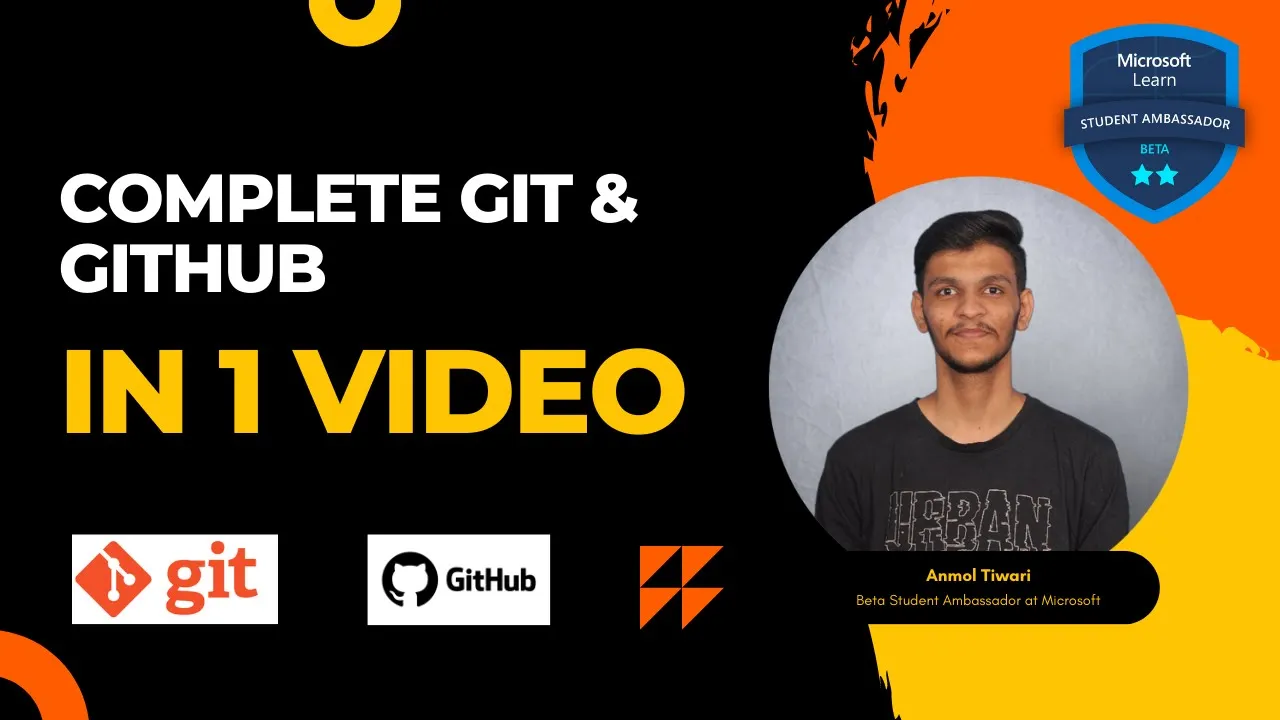 COMPLETE GIT &
GITHUB
IN 1 VIDEO
git
GitHub
Microsoft
Learn
STUDENT AMBASSADOR
BETA
URBAN
Anmol Tiwari
Beta Student Ambassador at Microsoft